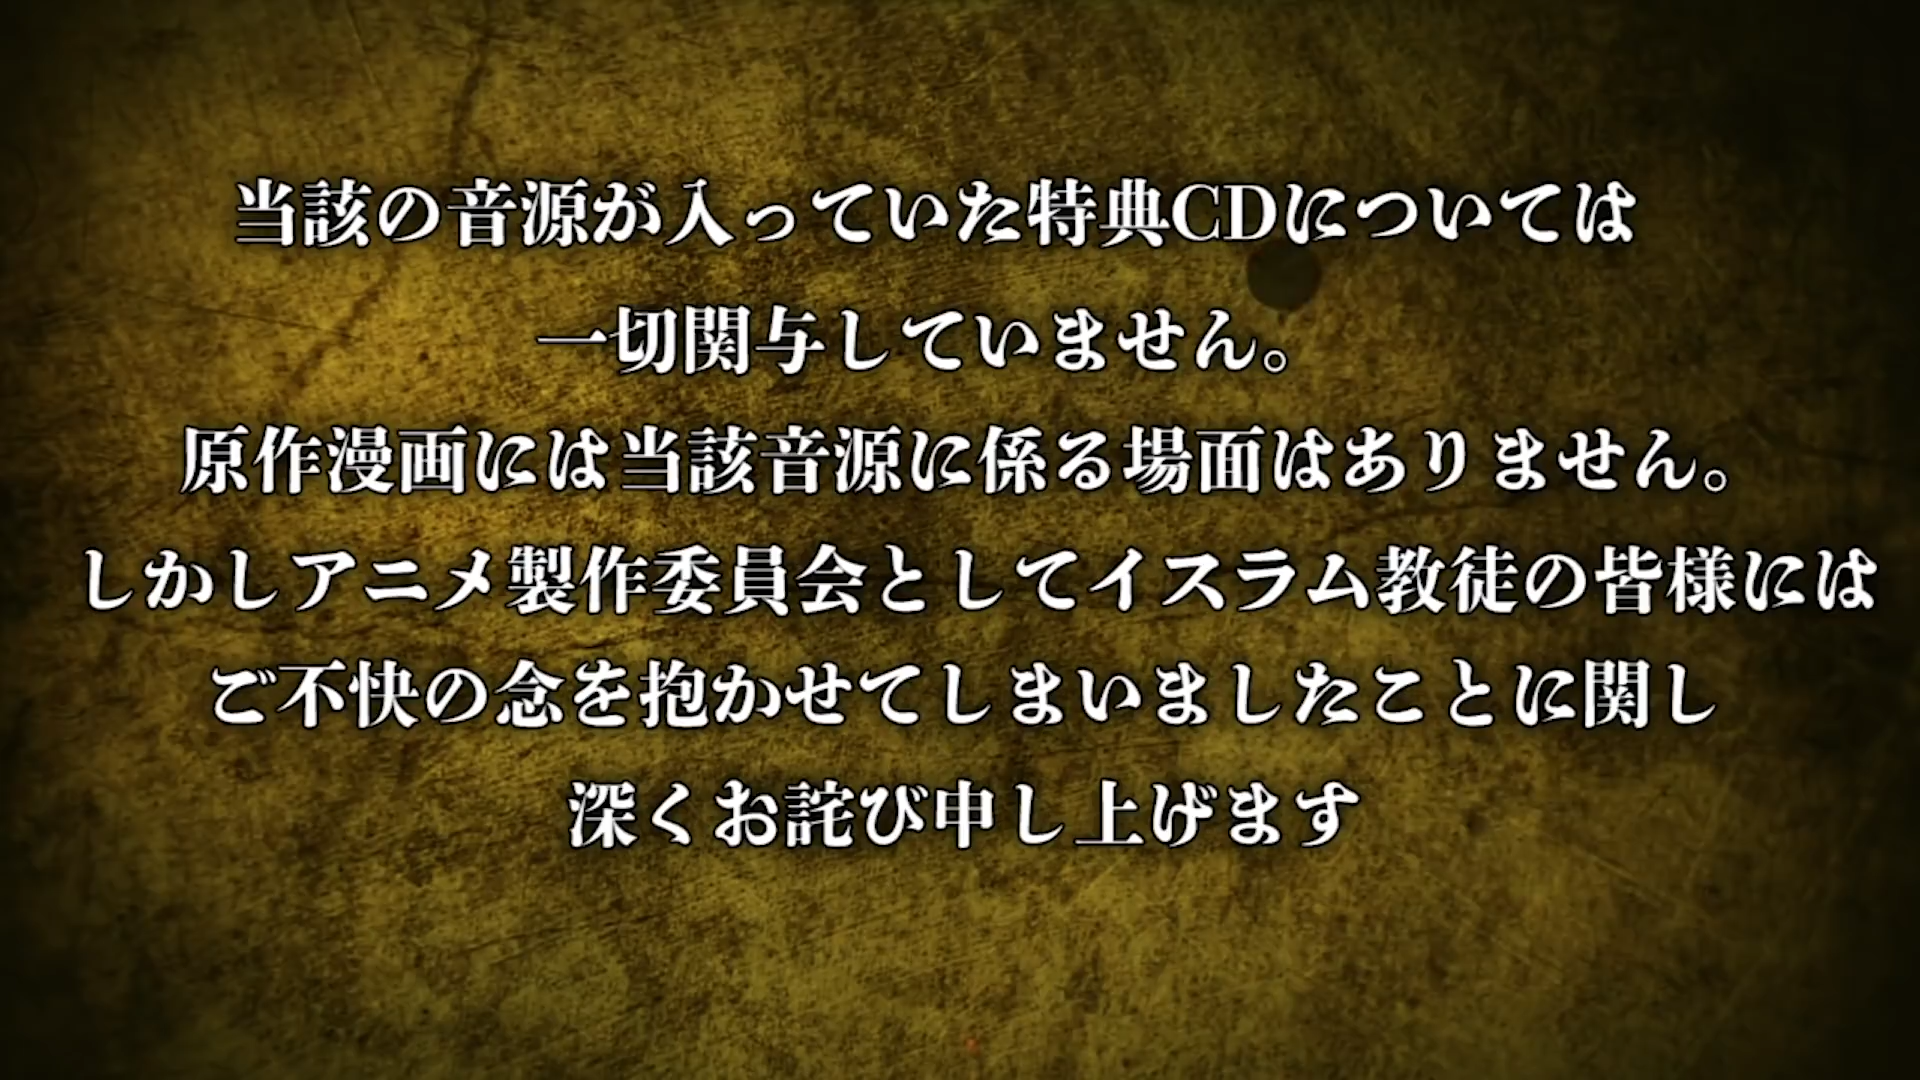 当該の音源が入っていた特典CDについては
一切関与していません。
原作漫画には当該音源に係る場面はありません。
しかしアニメ製作委員会としてイスラム教徒の皆様には
ご不快の念を抱かせてしまいましたことに関し
深くお詫び申し上げます